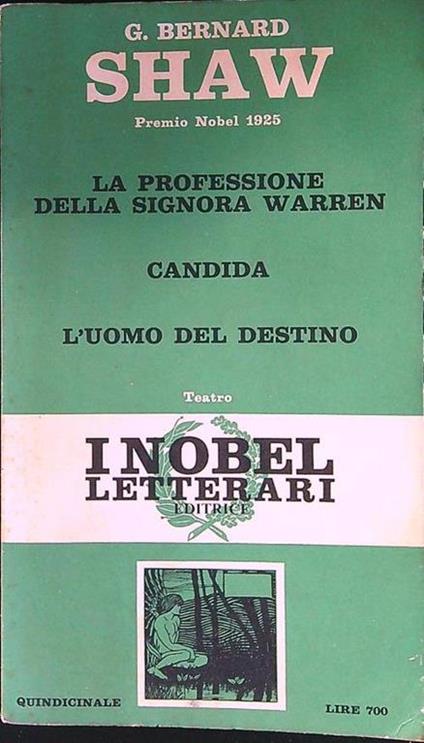 G. BERNARD
SHAW
Premio Nobel 1925
LA PROFESSIONE
DELLA SIGNORA WARREN
CANDIDA
L'UOMO DEL DESTINO
Teatro
I NOBEL
LETTERARI
EDITRICE
QUINDICINALE
LIRE 700